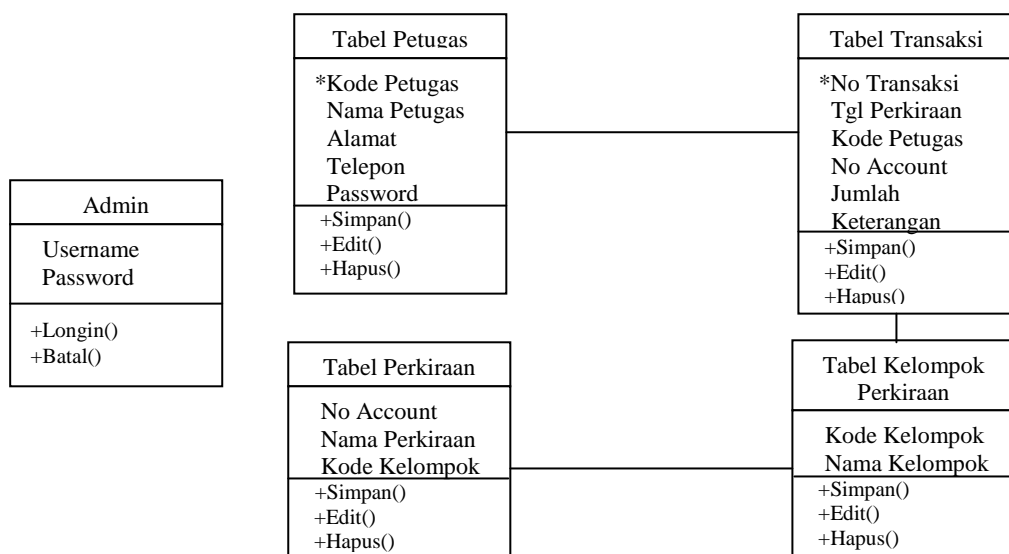 Admin
Username
Password
+Longin()
+Batal()
Tabel Petugas
*Kode Petugas
Nama Petugas
Alamat
Telepon
Password
+Simpan()
+Edit()
+Hapus()
Tabel Transaksi
*No Transaksi
Tgl Perkiraan
Kode Petugas
No Account
Jumlah
Keterangan
+Simpan()
+Edit()
+Hapus()
Tabel Perkiraan
No Account
Nama Perkiraan
Kode Kelompok
+Simpan()
+Edit()
+Hapus()
Tabel Kelompok
Perkiraan
Kode Kelompok
Nama Kelompok
+Simpan()
+Edit()
+Hapus()